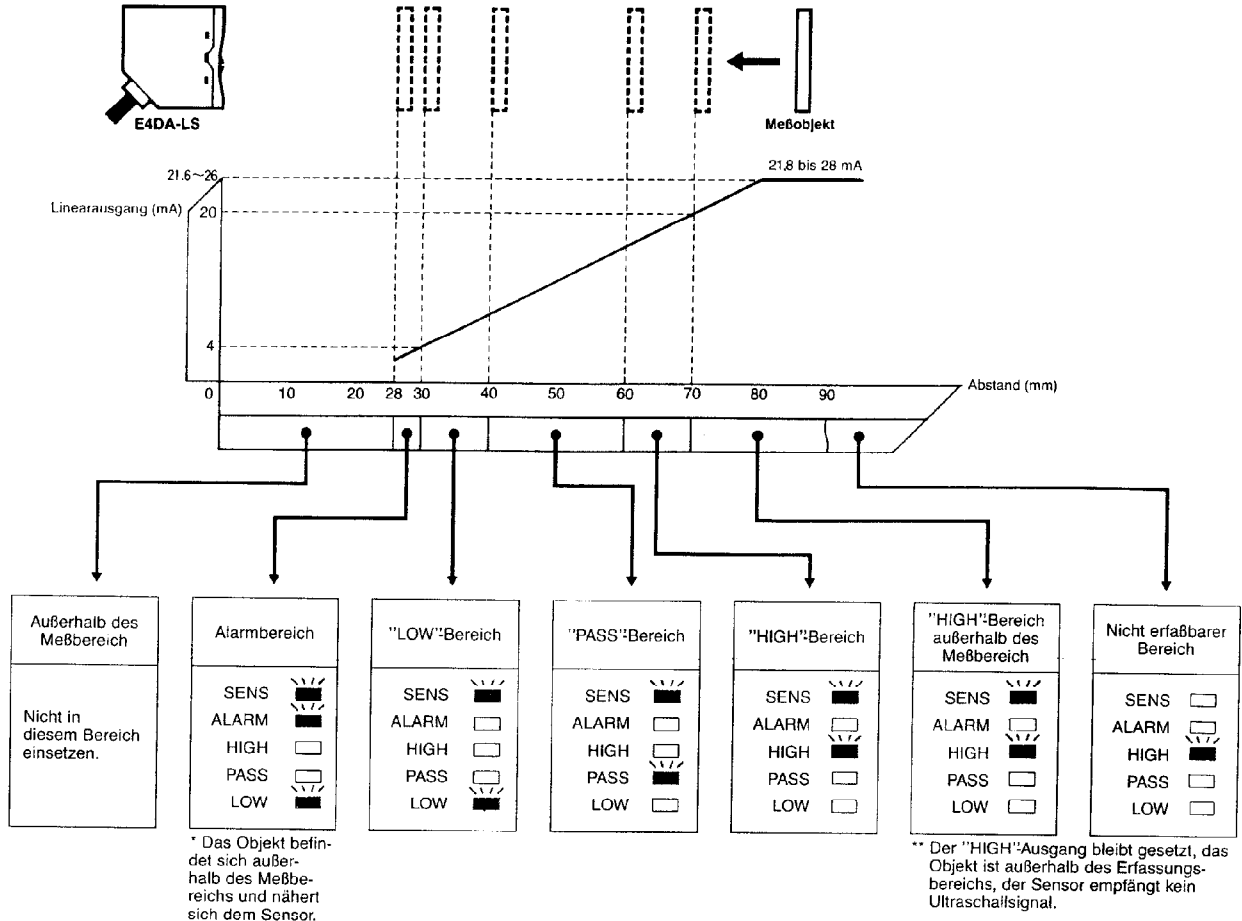 E4DA-LS
Meßobjekt
21,8 bis 28 mA
21.6~26
Linearausgang (mA)
20
4
0 10 20 28 30 40 50 60 70 80 90
Abstand (mm)
Außerhalb des
Meßbereich
Nicht in
diesem Bereich
einsetzen.
Alarmbereich
SENS
ALARM
HIGH
PASS
LOW
* Das Objekt befin-
det sich außer-
halb des Meßbe-
reichs und nähert
sich dem Sensor.
"LOW"-Bereich
SENS
ALARM
HIGH
PASS
LOW
"PASS"-Bereich
SENS
ALARM
HIGH
PASS
LOW
"HIGH"-Bereich
SENS
ALARM
HIGH
PASS
LOW
"HIGH"-Bereich
außerhalb des
Meßbereich
SENS
ALARM
HIGH
PASS
LOW
Nicht erfaßbarer
Bereich
SENS
ALARM
HIGH
PASS
LOW
** Der "HIGH"-Ausgang bleibt gesetzt, das
Objekt ist außerhalb des Erfassungs-
bereichs, der Sensor empfängt kein
Ultraschallsignal.